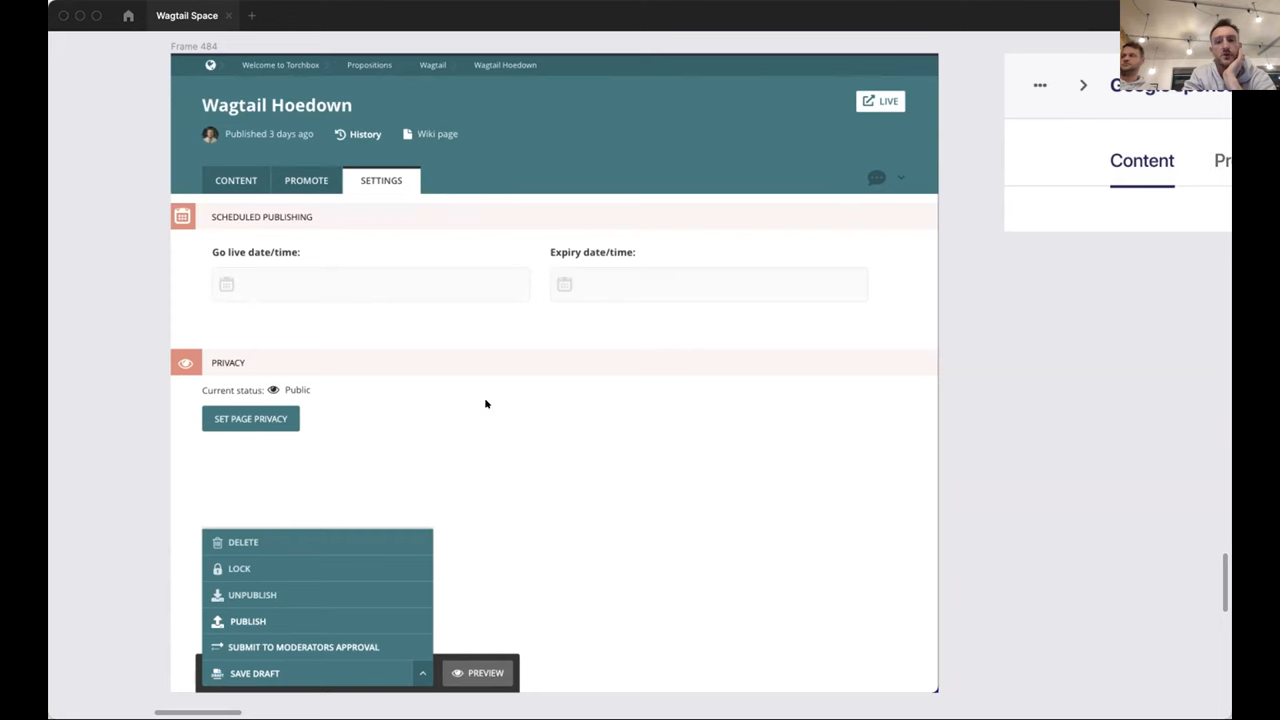 Wagtail Space
Frame 484
Welcome to Torchbox Propositions Wagtail Wagtail Hoedown
Wagtail Hoedown
LIVE
Published 3 days ago History Wiki page
CONTENT PROMOTE SETTINGS
SCHEDULED PUBLISHING
Go live date/time: Expiry date/time:
PRIVACY
Current status: Public
SET PAGE PRIVACY
DELETE
LOCK
UNPUBLISH
PUBLISH
SUBMIT TO MODERATORS APPROVAL
SAVE DRAFT PREVIEW
Content Pr